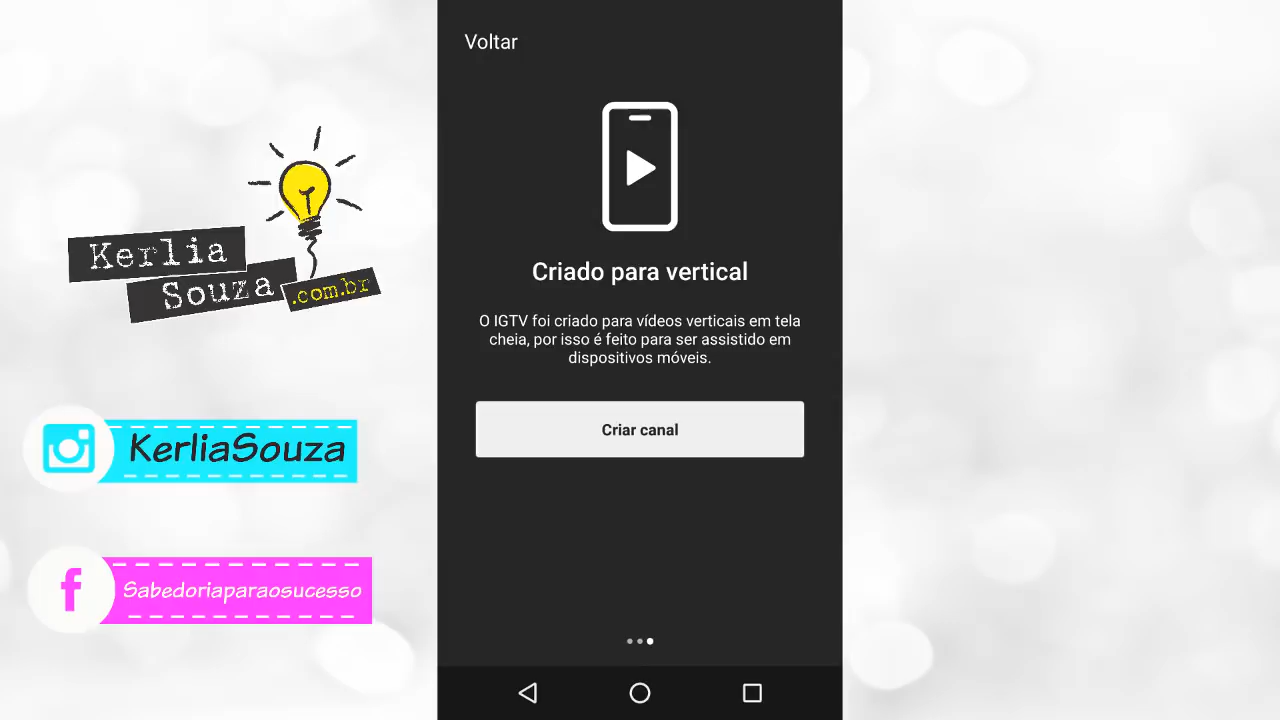 Voltar
Criado para vertical
O IGTV foi criado para vídeos verticais em tela
cheia, por isso é feito para ser assistido em
dispositivos móveis.
Criar canal
Kerlia
Souza
.com.br
KerliaSouza
f
Sabedoriaparaosucesso